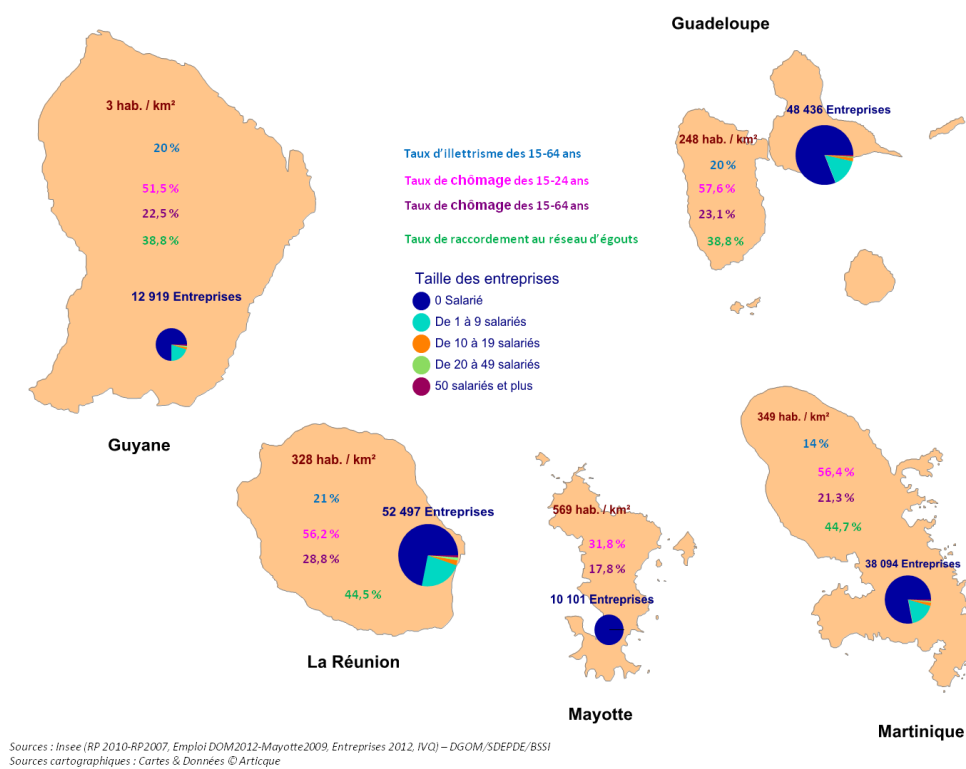 Guadeloupe
3 hab. / km²
20 %
51,5 %
22,5 %
38,8 %
12 919 Entreprises
Guyane
Taux d'illettrisme des 15-64 ans
Taux de chômage des 15-24 ans
Taux de chômage des 15-64 ans
Taux de raccordement au réseau d'égouts
Taille des entreprises
0 Salarié
De 1 à 9 salariés
De 10 à 19 salariés
De 20 à 49 salariés
50 salariés et plus
48 436 Entreprises
248 hab. / km²
20 %
57,6 %
23,1 %
38,8 %
328 hab. / km²
21 %
52 497 Entreprises
56,2 %
28,8 %
44,5 %
La Réunion
569 hab. / km²
31,8 %
17,8 %
10 101 Entreprises
Mayotte
349 hab. / km²
14 %
56,4 %
21,3 %
44,7 %
38 094 Entreprises
Martinique
Sources : Insee (RP 2010-RP2007, Emploi DOM2012-Mayotte2009, Entreprises 2012, IVQ) – DGOM/SDEPDE/BSSI
Sources cartographiques : Cartes & Données © Articque